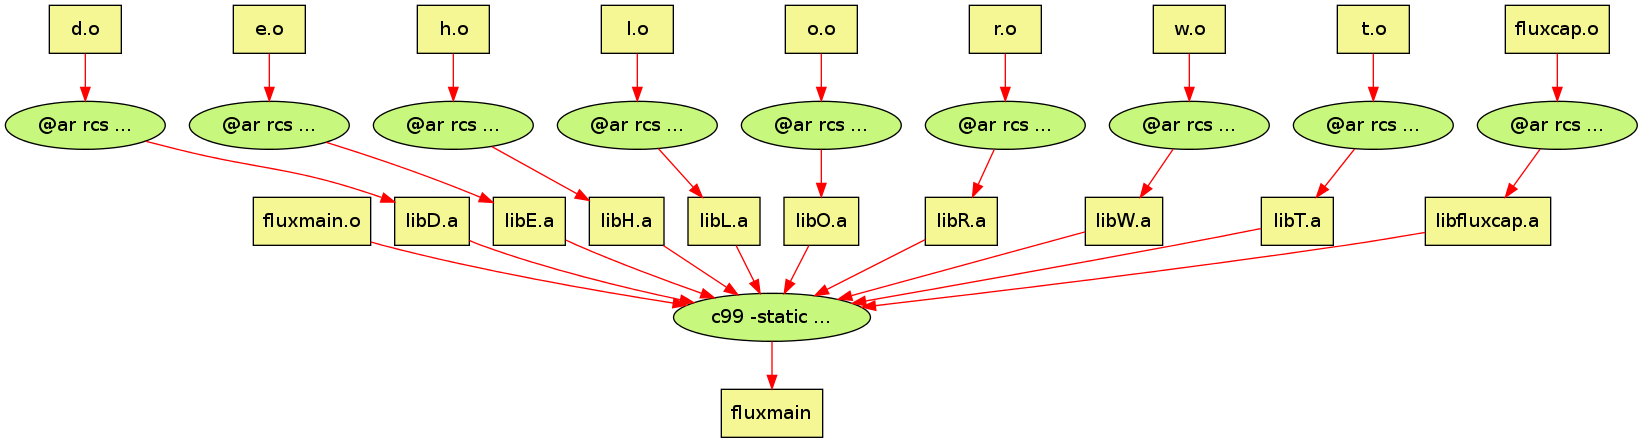 d.o
e.o
h.o
l.o
o.o
r.o
w.o
t.o
fluxcap.o
@ar rcs ...
@ar rcs ...
@ar rcs ...
@ar rcs ...
@ar rcs ...
@ar rcs ...
@ar rcs ...
@ar rcs ...
@ar rcs ...
fluxmain.o
libD.a
libE.a
libH.a
libL.a
libO.a
libR.a
libW.a
libT.a
libfluxcap.a
c99 -static ...
fluxmain